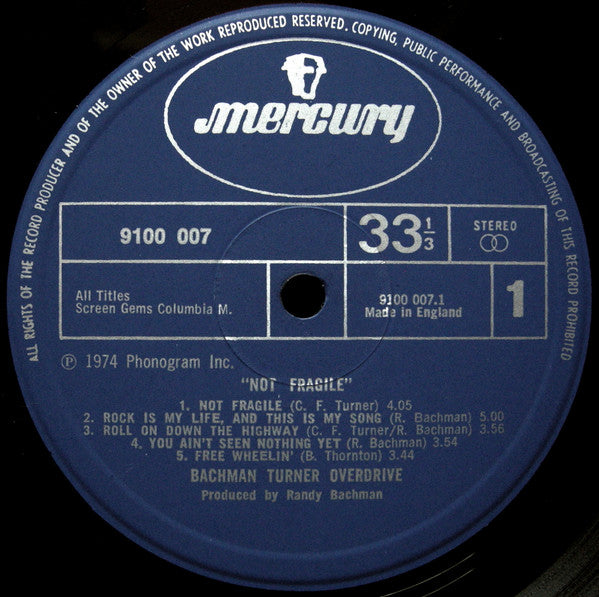 ALL RIGHTS OF THE RECORD PRODUCER AND OF THE OWNER OF THE WORK REPRODUCED RESERVED. COPYING, PUBLIC PERFORMANCE AND BROADCASTING OF THIS RECORD PROHIBITED
mercury
9100 007
33 1/3
STEREO
All Titles
Screen Gems Columbia M.
9100 007.1
Made in England
1
Ⓟ 1974 Phonogram Inc.
"NOT FRAGILE"
1. NOT FRAGILE (C. F. Turner) 4.05
2. ROCK IS MY LIFE, AND THIS IS MY SONG (R. Bachman) 5.00
3. ROLL ON DOWN THE HIGHWAY (C. F. Turner/R. Bachman) 3.56
4. YOU AIN'T SEEN NOTHING YET (R. Bachman) 3.54
5. FREE WHEELIN' (B. Thornton) 3.44
BACHMAN TURNER OVERDRIVE
Produced by Randy Bachman